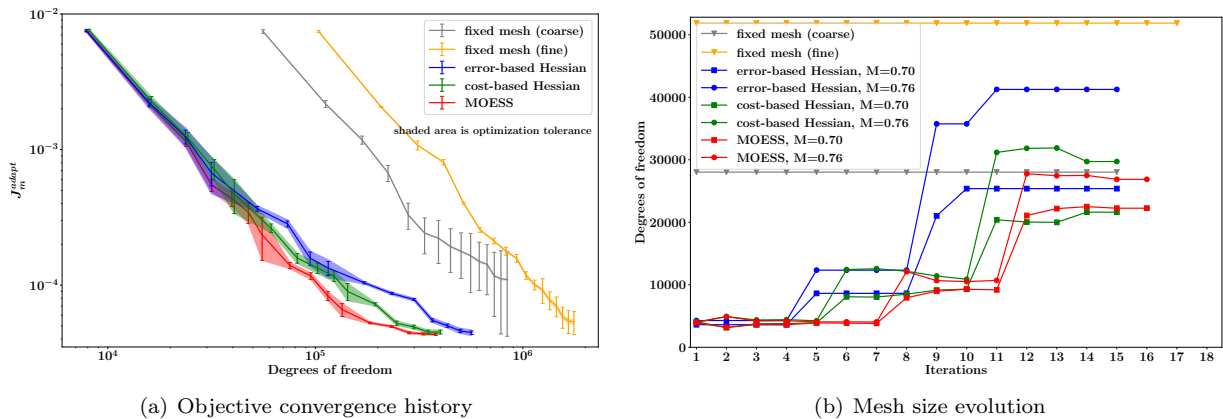 10⁻²
10⁻³
10⁻⁴
J_m^{adapt}
fixed mesh (coarse)
fixed mesh (fine)
error-based Hessian
cost-based Hessian
MOESS
shaded area is optimization tolerance
10⁴ 10⁵ 10⁶
Degrees of freedom
(a) Objective convergence history
50000
40000
30000
20000
10000
0
Degrees of freedom
fixed mesh (coarse)
fixed mesh (fine)
error-based Hessian, M=0.70
error-based Hessian, M=0.76
cost-based Hessian, M=0.70
cost-based Hessian, M=0.76
MOESS, M=0.70
MOESS, M=0.76
1 2 3 4 5 6 7 8 9 10 11 12 13 14 15 16 17 18
Iterations
(b) Mesh size evolution